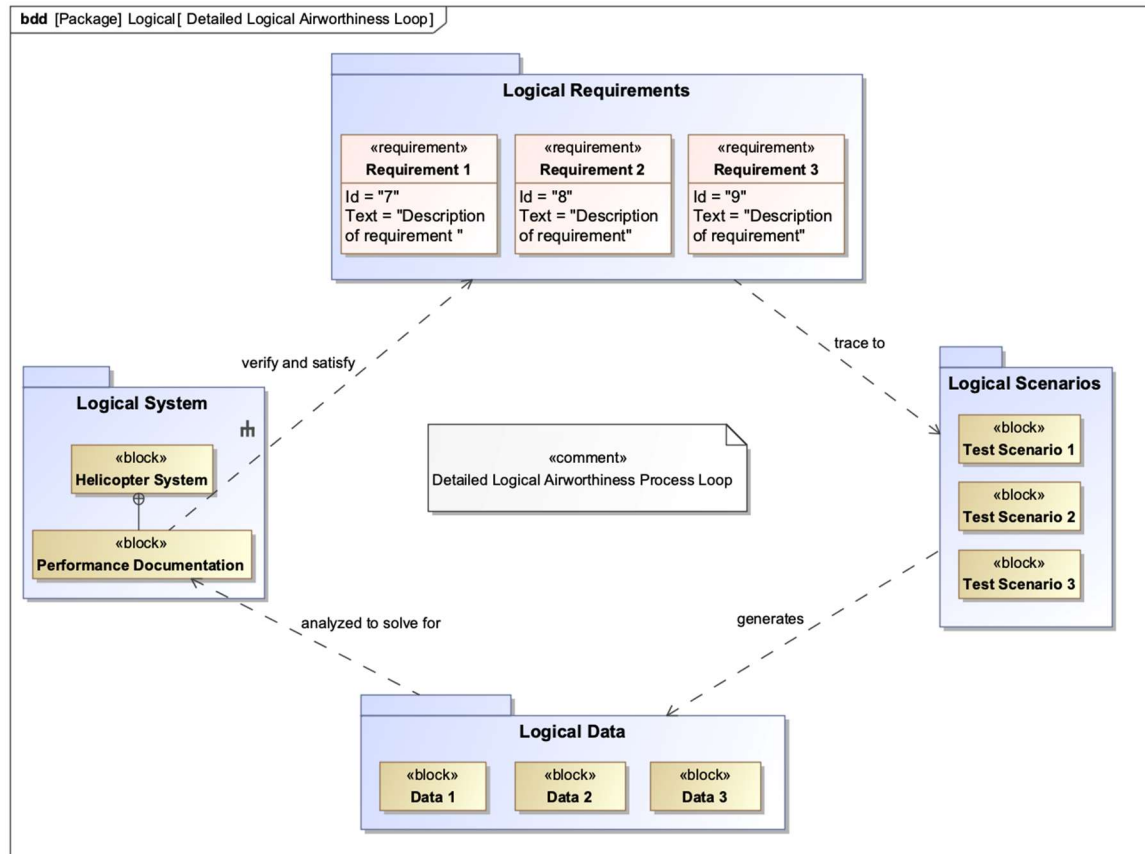 bdd [Package] Logical[ Detailed Logical Airworthiness Loop]
Logical Requirements
«requirement»
Requirement 1
Id = "7"
Text = "Description
of requirement "
«requirement»
Requirement 2
Id = "8"
Text = "Description
of requirement"
«requirement»
Requirement 3
Id = "9"
Text = "Description
of requirement"
verify and satisfy
trace to
Logical System
«block»
Helicopter System
«block»
Performance Documentation
«comment»
Detailed Logical Airworthiness Process Loop
Logical Scenarios
«block»
Test Scenario 1
«block»
Test Scenario 2
«block»
Test Scenario 3
analyzed to solve for
generates
Logical Data
«block»
Data 1
«block»
Data 2
«block»
Data 3